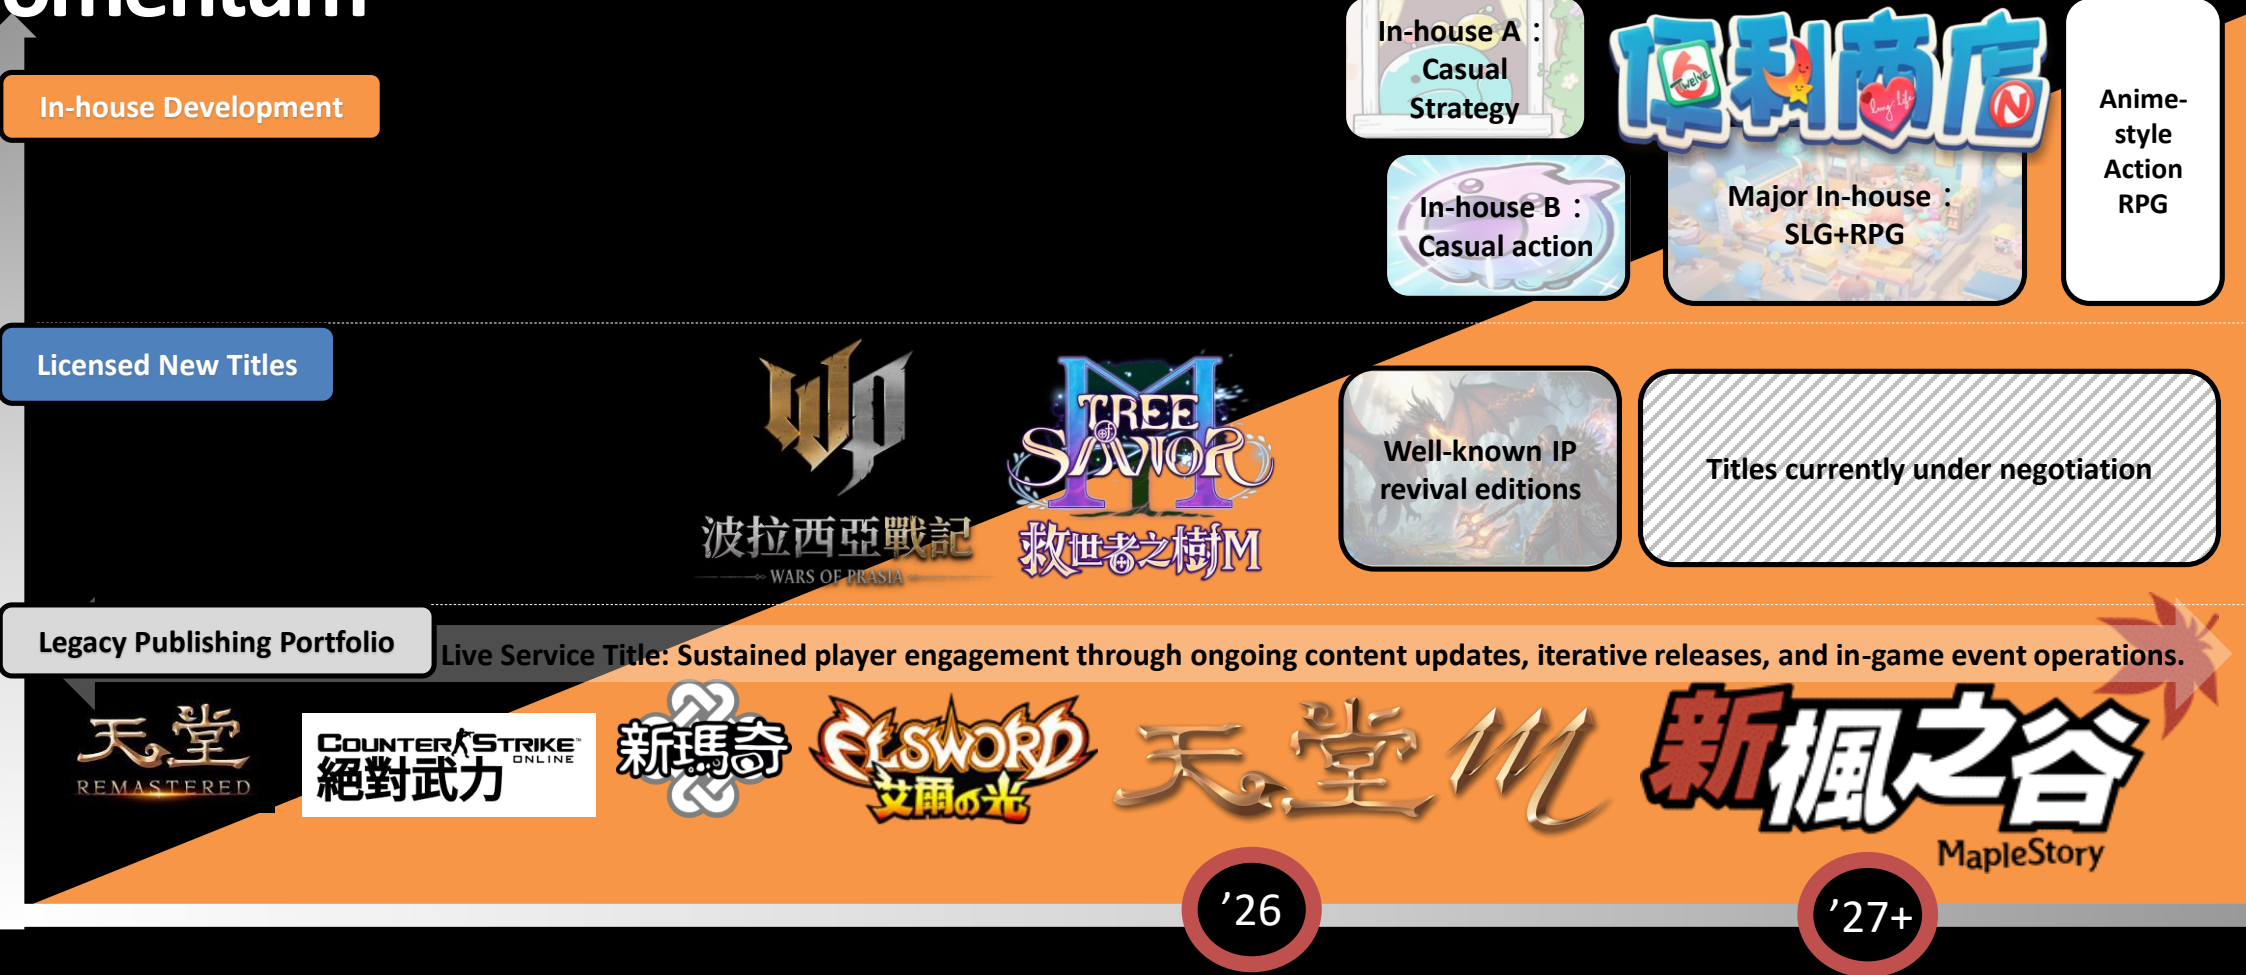 In-house Development
In-house A：
Casual
Strategy
In-house B：
Casual action
便利商店
Twelve
long life
N
Major In-house：
SLG+RPG
Anime-
style
Action
RPG
Licensed New Titles
WP
波拉西亞戰記
WARS OF PRASIA
M
TREE
of
SAVIOR
救世者之樹M
Well-known IP
revival editions
Titles currently under negotiation
Legacy Publishing Portfolio
Live Service Title: Sustained player engagement through ongoing content updates, iterative releases, and in-game event operations.
天堂
REMASTERED
COUNTER STRIKE
ONLINE
絕對武力
新瑪奇
ELSWORD
艾爾の光
天堂M
新楓之谷
MapleStory
’26
’27+